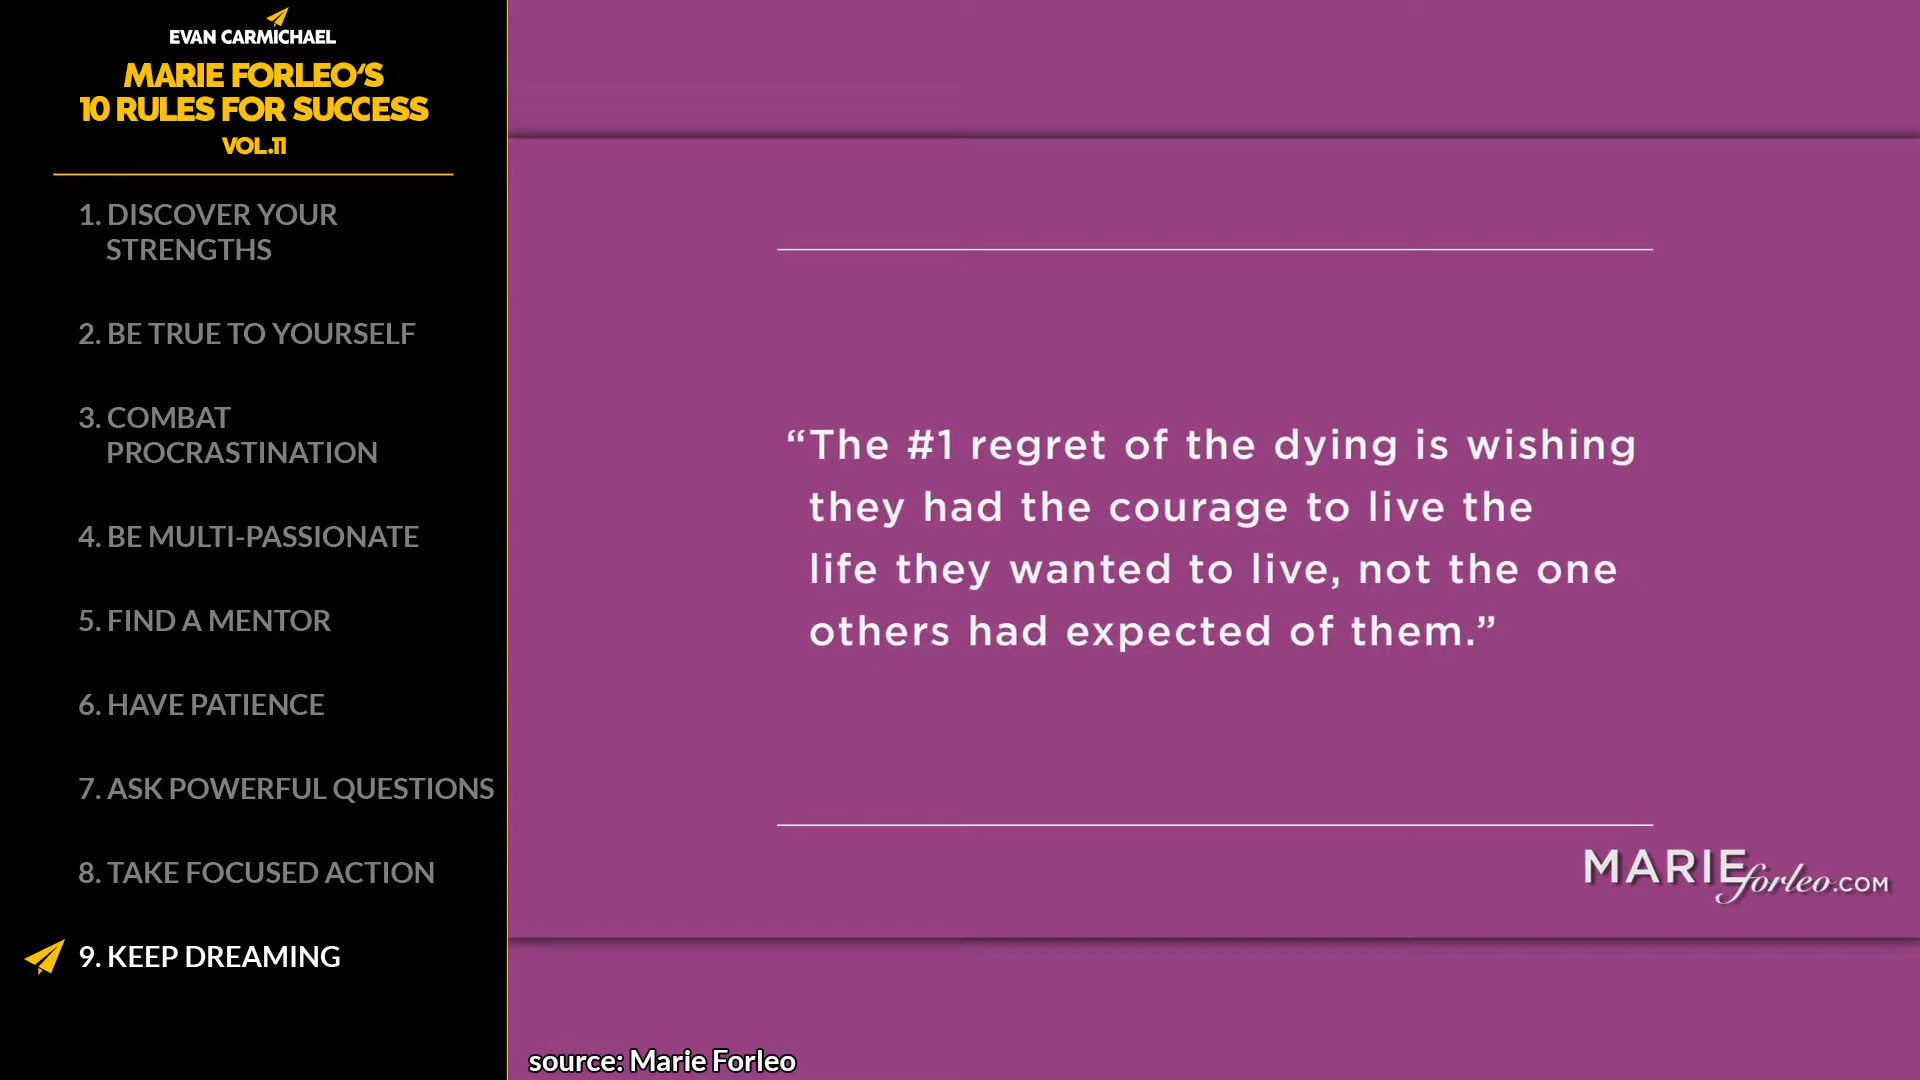 EVAN CARMICHAEL
MARIE FORLEO'S
10 RULES FOR SUCCESS
VOL.11
1. DISCOVER YOUR
STRENGTHS
2. BE TRUE TO YOURSELF
3. COMBAT
PROCRASTINATION
4. BE MULTI-PASSIONATE
5. FIND A MENTOR
6. HAVE PATIENCE
7. ASK POWERFUL QUESTIONS
8. TAKE FOCUSED ACTION
9. KEEP DREAMING
“The #1 regret of the dying is wishing
they had the courage to live the
life they wanted to live, not the one
others had expected of them.”
MARIE forleo.COM
source: Marie Forleo